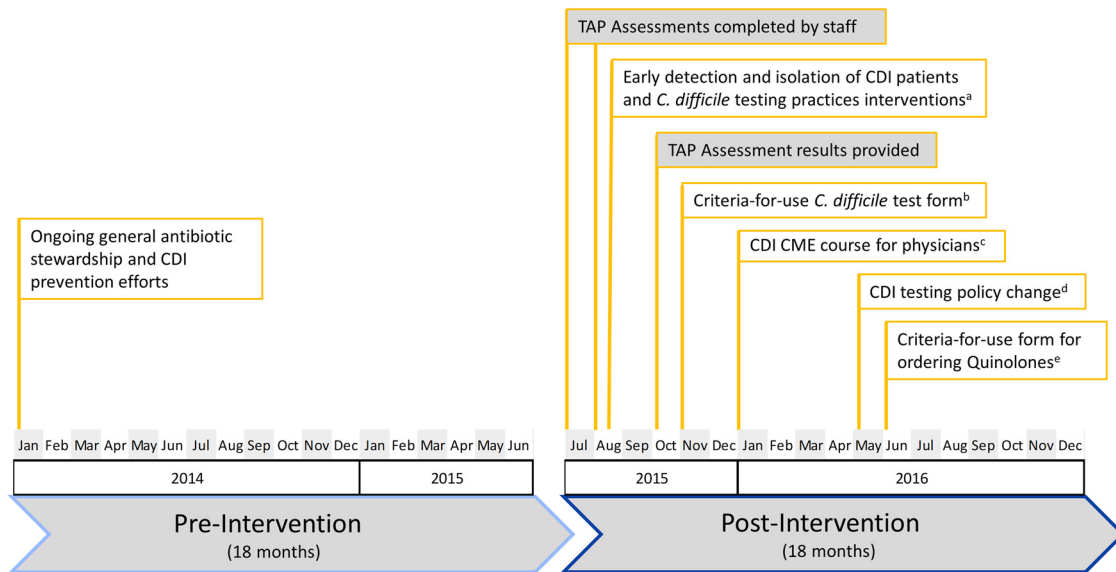 TAP Assessments completed by staff
Early detection and isolation of CDI patients
and C. difficile testing practices interventionsᵃ
TAP Assessment results provided
Criteria-for-use C. difficile test formᵇ
CDI CME course for physiciansᶜ
CDI testing policy changeᵈ
Criteria-for-use form for
ordering Quinolonesᵉ
Ongoing general antibiotic
stewardship and CDI
prevention efforts
Jan Feb Mar Apr May Jun Jul Aug Sep Oct Nov Dec Jan Feb Mar Apr May Jun
2014 2015
Pre-Intervention
(18 months)
Jul Aug Sep Oct Nov Dec Jan Feb Mar Apr May Jun Jul Aug Sep Oct Nov Dec
2015 2016
Post-Intervention
(18 months)